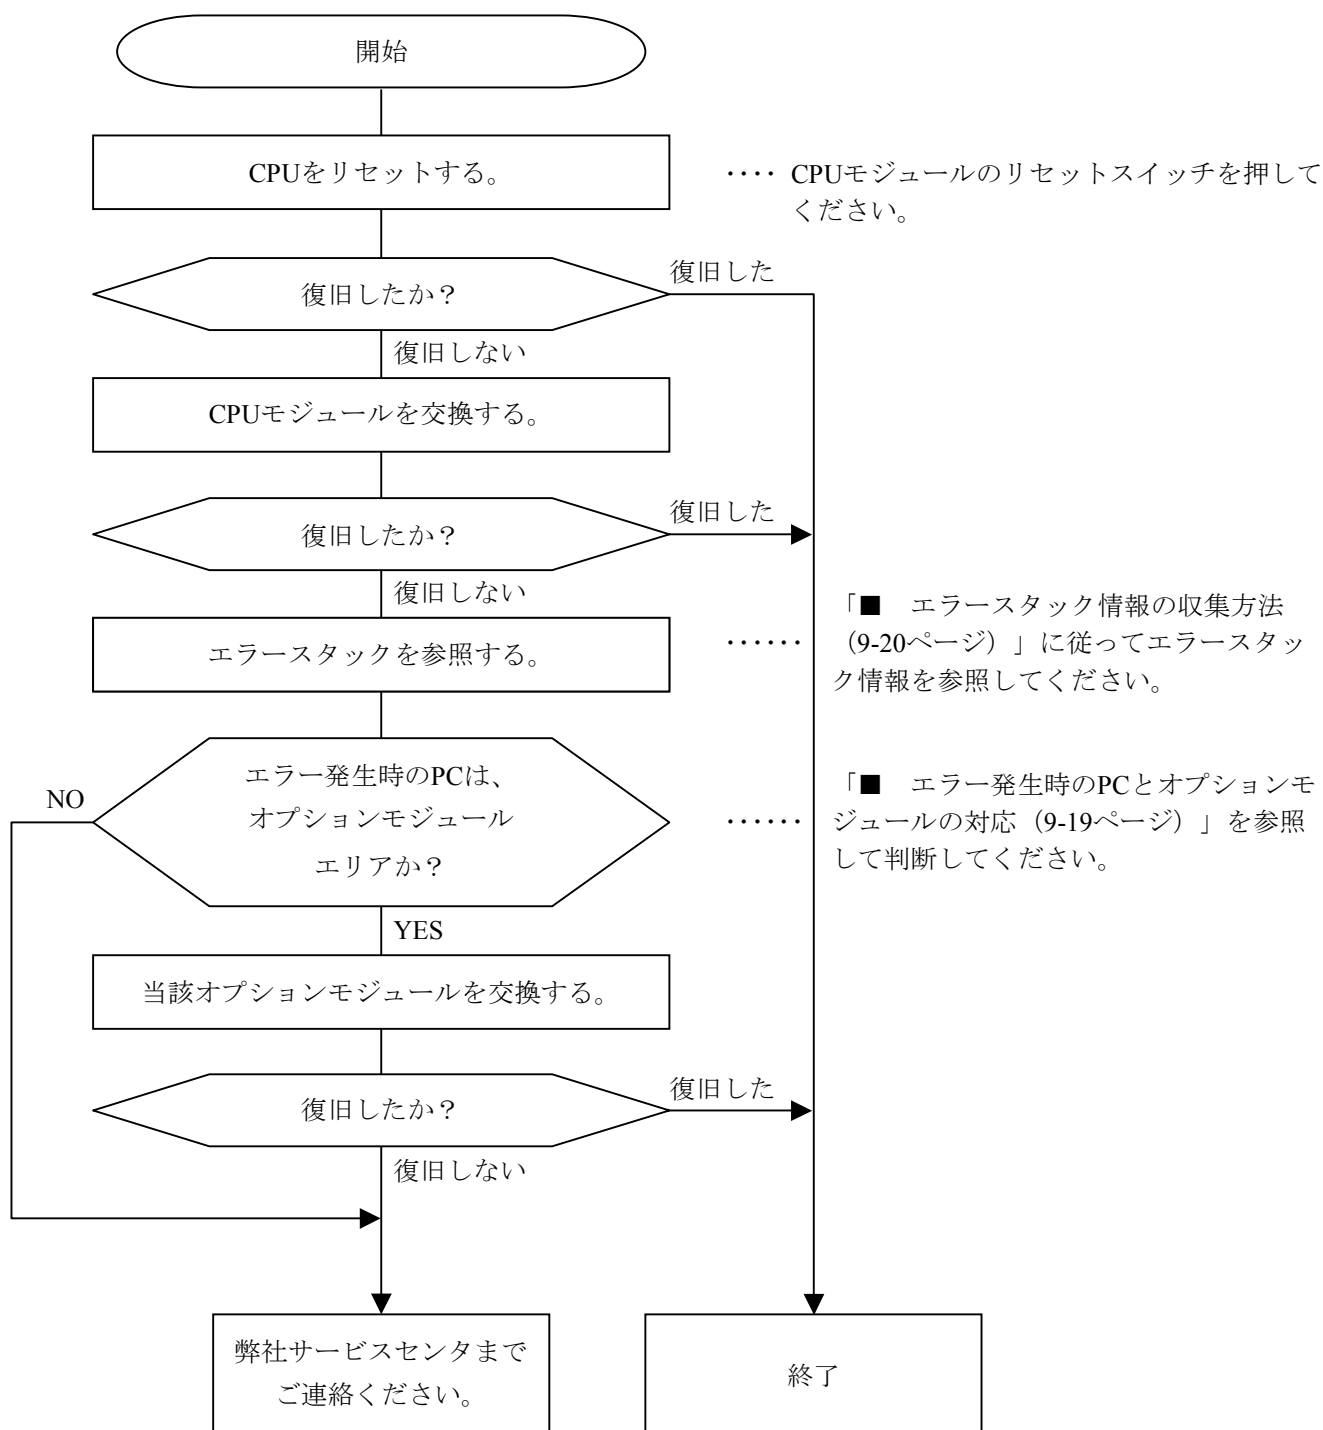 開始
CPUをリセットする。
‥‥ CPUモジュールのリセットスイッチを押して
ください。
復旧したか？
復旧した
復旧しない
CPUモジュールを交換する。
復旧したか？
復旧した
復旧しない
エラースタックを参照する。
‥‥‥
「■　エラースタック情報の収集方法
（9-20ページ）」に従ってエラースタッ
ク情報を参照してください。
エラー発生時のPCは、
オプションモジュール
エリアか？
NO
‥‥‥
「■　エラー発生時のPCとオプションモ
ジュールの対応（9-19ページ）」を参照
して判断してください。
YES
当該オプションモジュールを交換する。
復旧したか？
復旧した
復旧しない
弊社サービスセンタまで
ご連絡ください。
終了